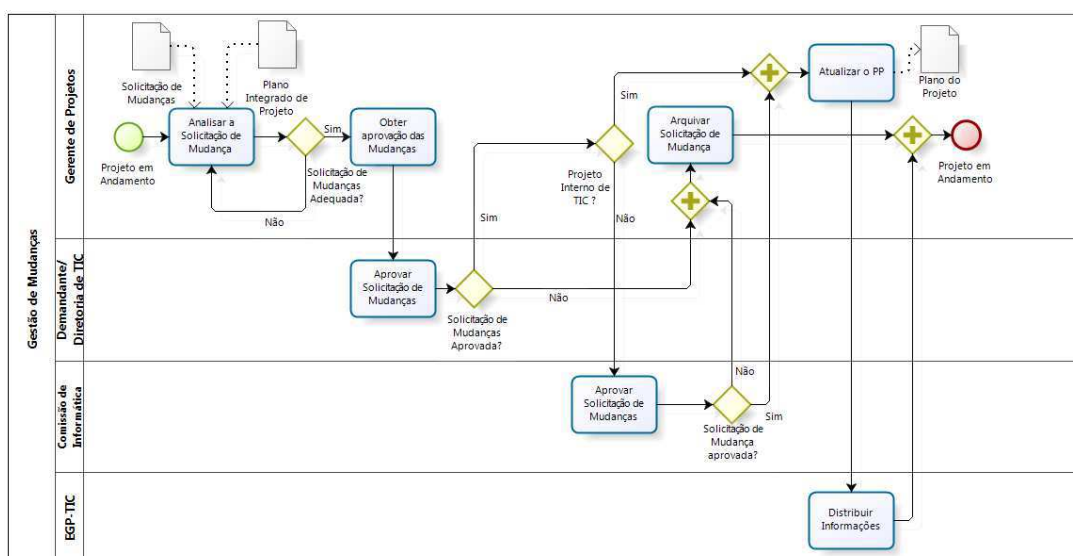 Gestão de Mudanças
Gerente de Projetos
Solicitação de
Mudanças
Plano
Integrado de
Projeto
Projeto em
Andamento
Analisar a
Solicitação de
Mudança
Sim
Solicitação de
Mudanças
Adequada?
Não
Obter
aprovação das
Mudanças
Sim
Projeto
Interno de
TIC ?
Sim
Não
Arquivar
Solicitação de
Mudança
Atualizar o PP
Plano do
Projeto
Projeto em
Andamento
Demandante/
Diretoria de TIC
Aprovar
Solicitação de
Mudanças
Solicitação de
Mudanças
Aprovada?
Não
Comissão de
Informática
Aprovar
Solicitação de
Mudanças
Não
Sim
Solicitação de
Mudança
aprovada?
EGP-TIC
Distribuir
Informações